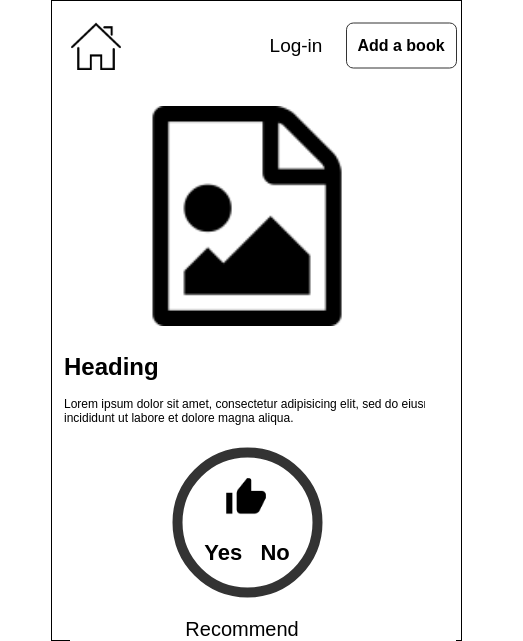 Log-in
Add a book
Heading
Lorem ipsum dolor sit amet, consectetur adipisicing elit, sed do eius
incididunt ut labore et dolore magna aliqua.
Yes No
Recommend